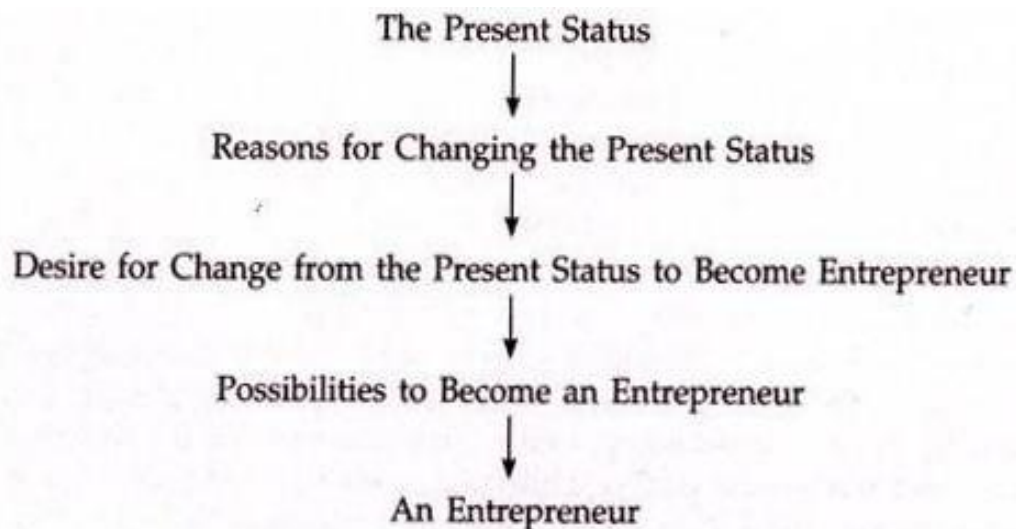 The Present Status
Reasons for Changing the Present Status
Desire for Change from the Present Status to Become Entrepreneur
Possibilities to Become an Entrepreneur
An Entrepreneur